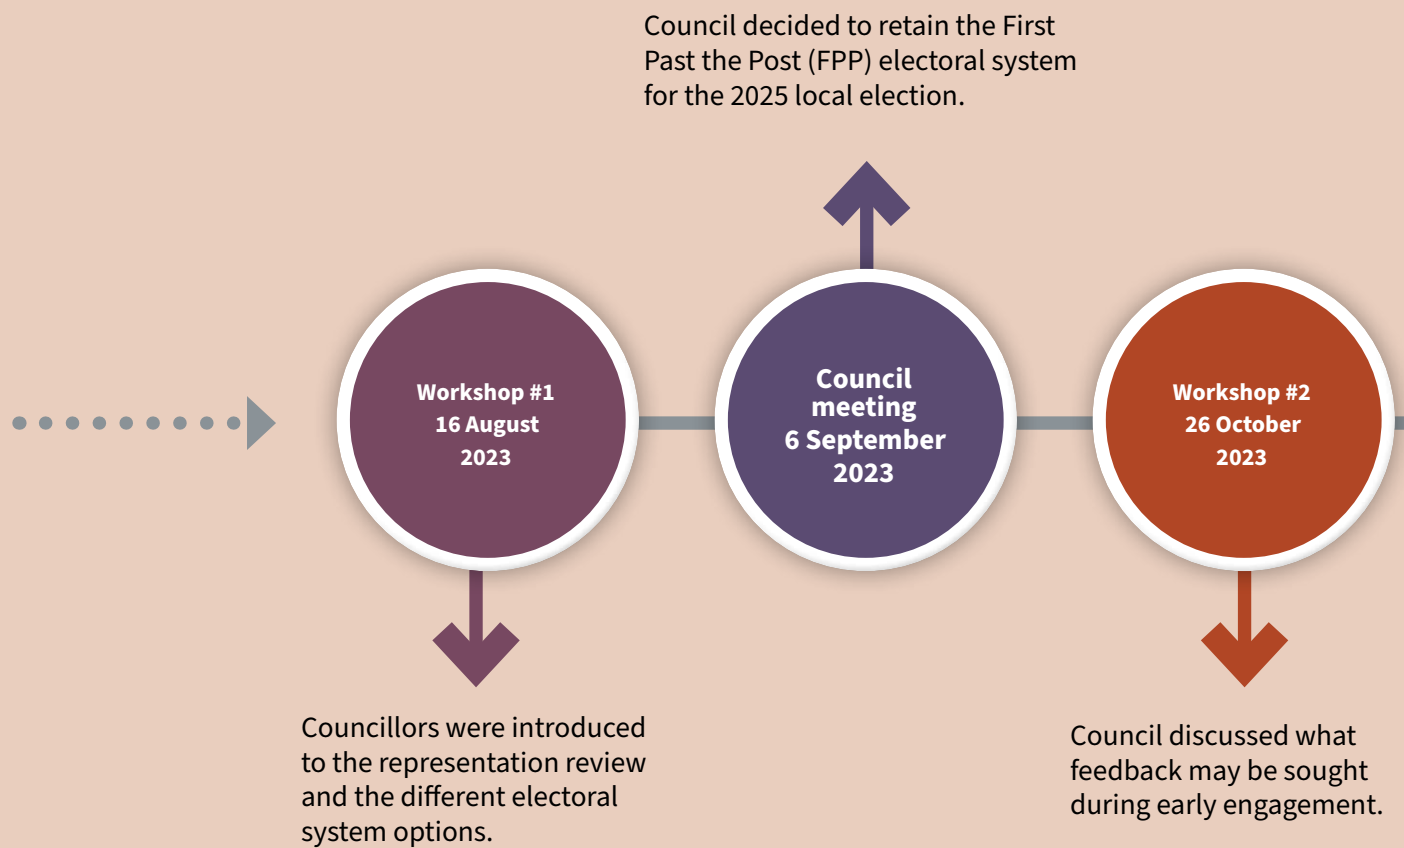 Council decided to retain the First
Past the Post (FPP) electoral system
for the 2025 local election.
Workshop #1
16 August
2023
Council
meeting
6 September
2023
Workshop #2
26 October
2023
Councillors were introduced
to the representation review
and the different electoral
system options.
Council discussed what
feedback may be sought
during early engagement.